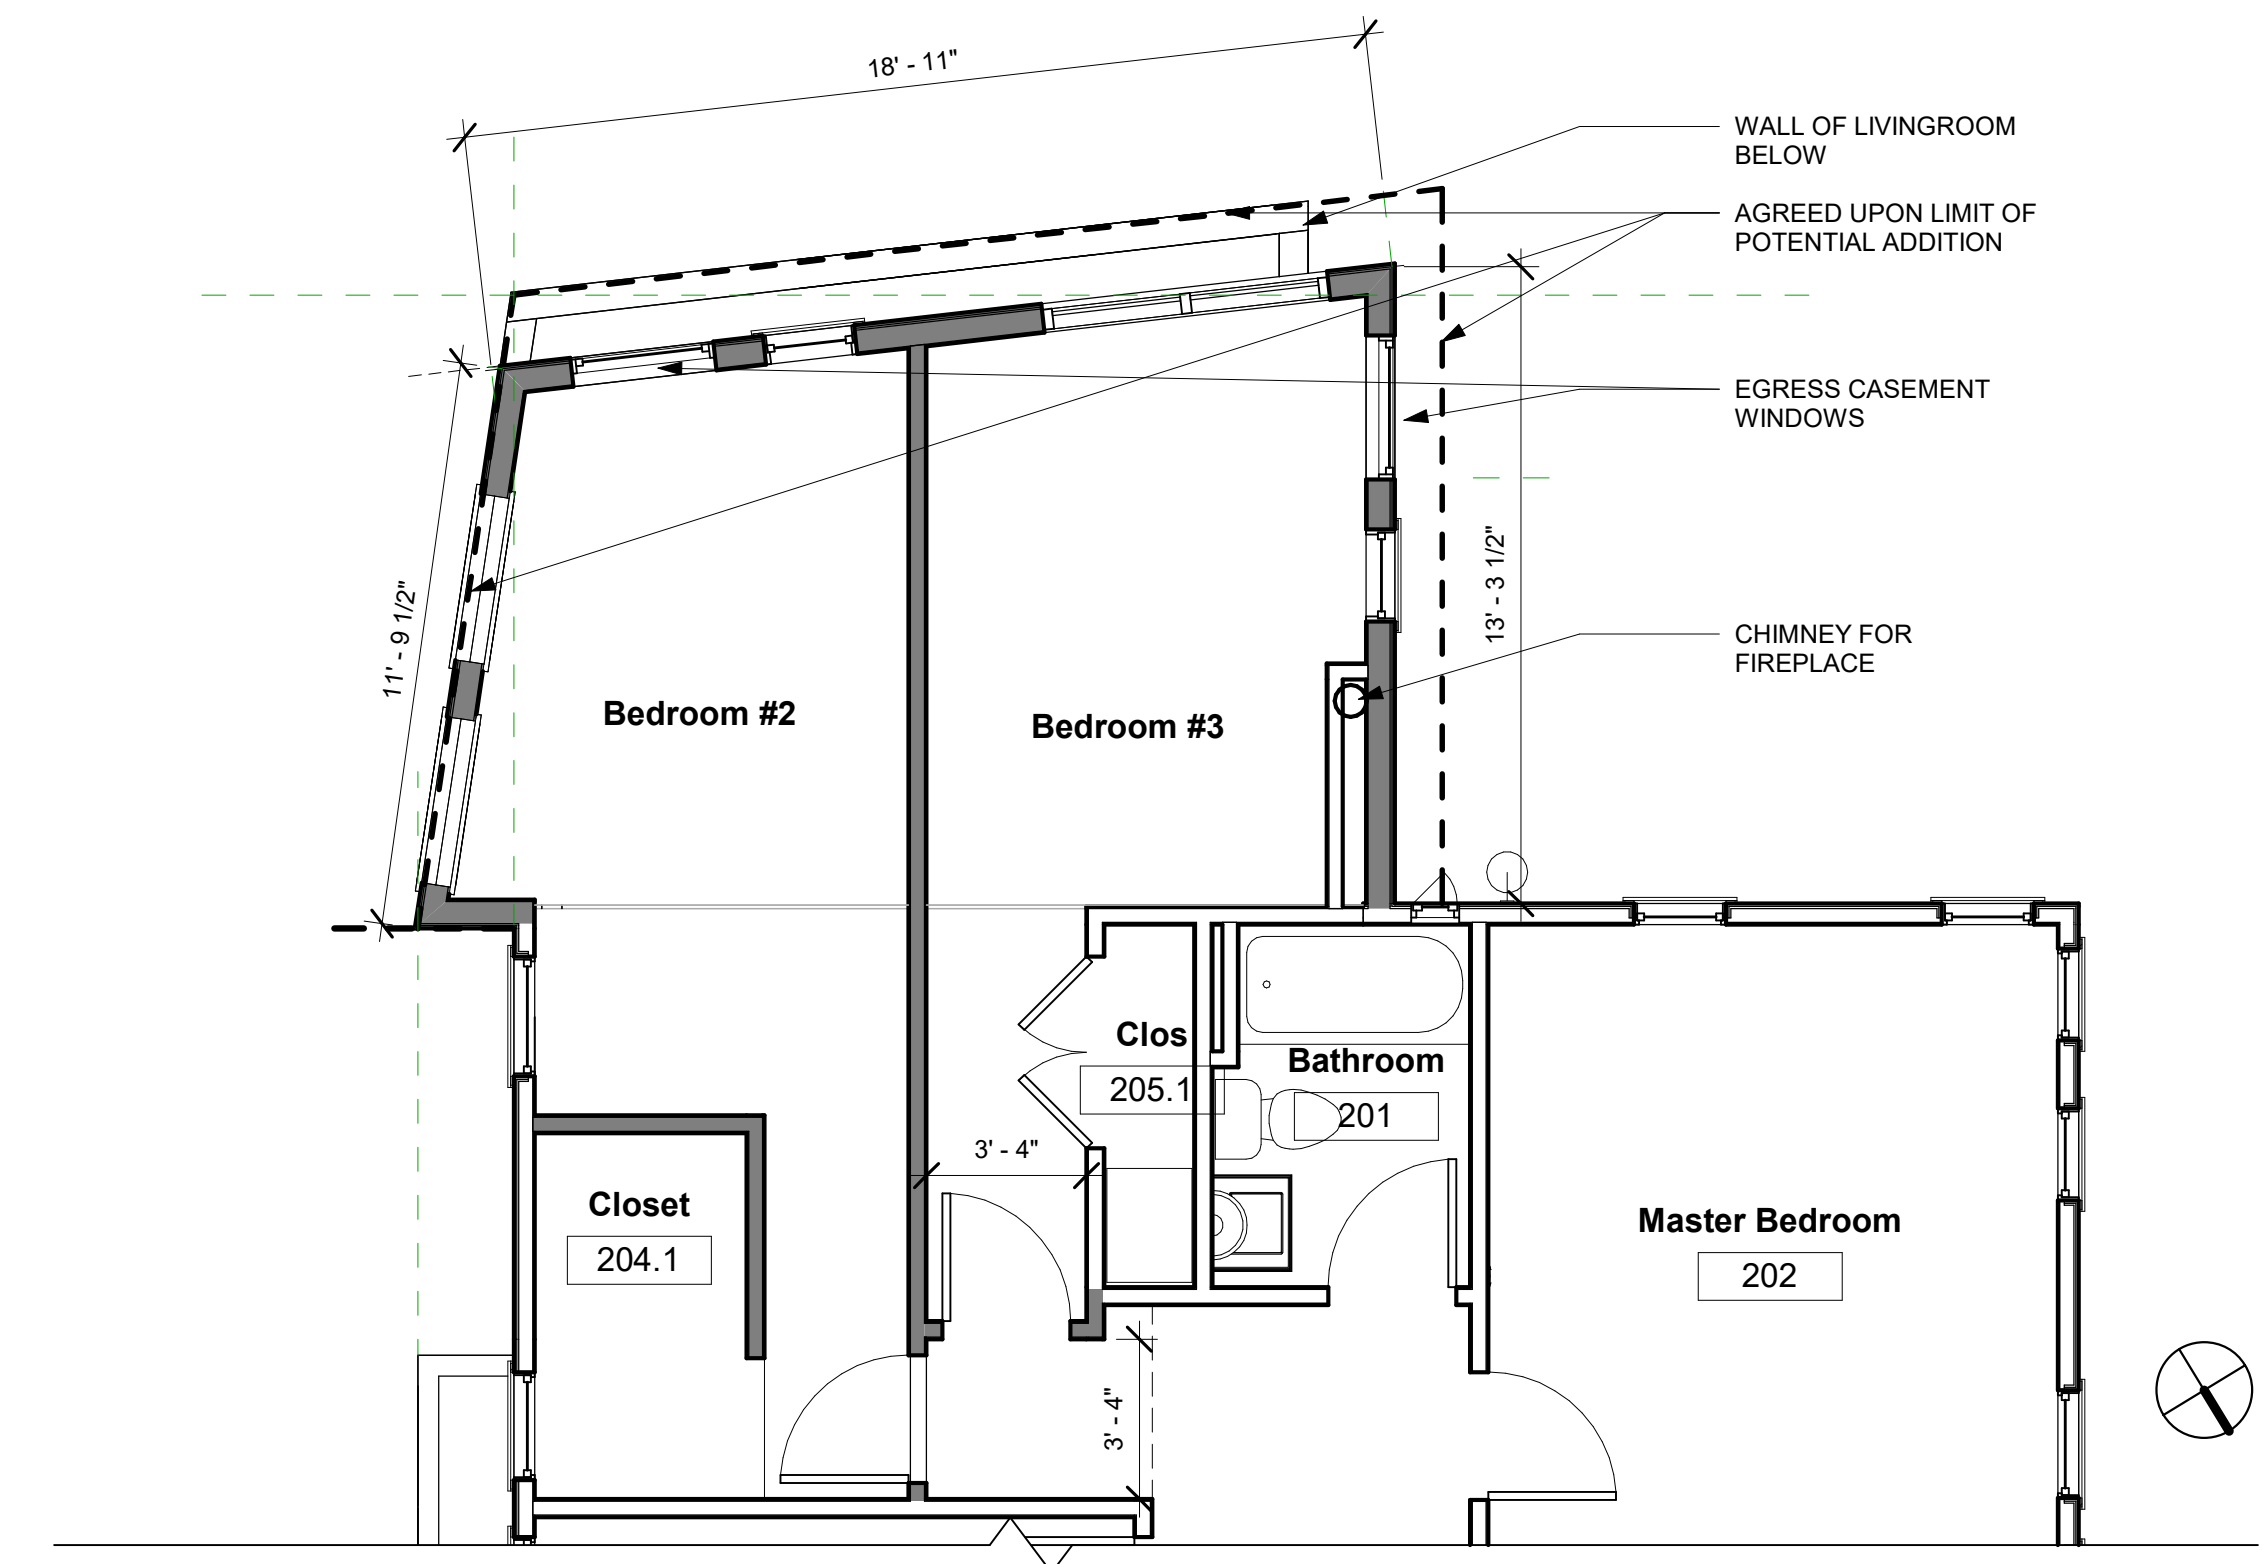 18' - 11"
WALL OF LIVINGROOM
BELOW
AGREED UPON LIMIT OF
POTENTIAL ADDITION
EGRESS CASEMENT
WINDOWS
11' - 9 1/2"
13' - 3 1/2"
CHIMNEY FOR
FIREPLACE
Bedroom #2
Bedroom #3
Clos
205.1
Bathroom
201
3' - 4"
Closet
204.1
Master Bedroom
202
3' - 4"